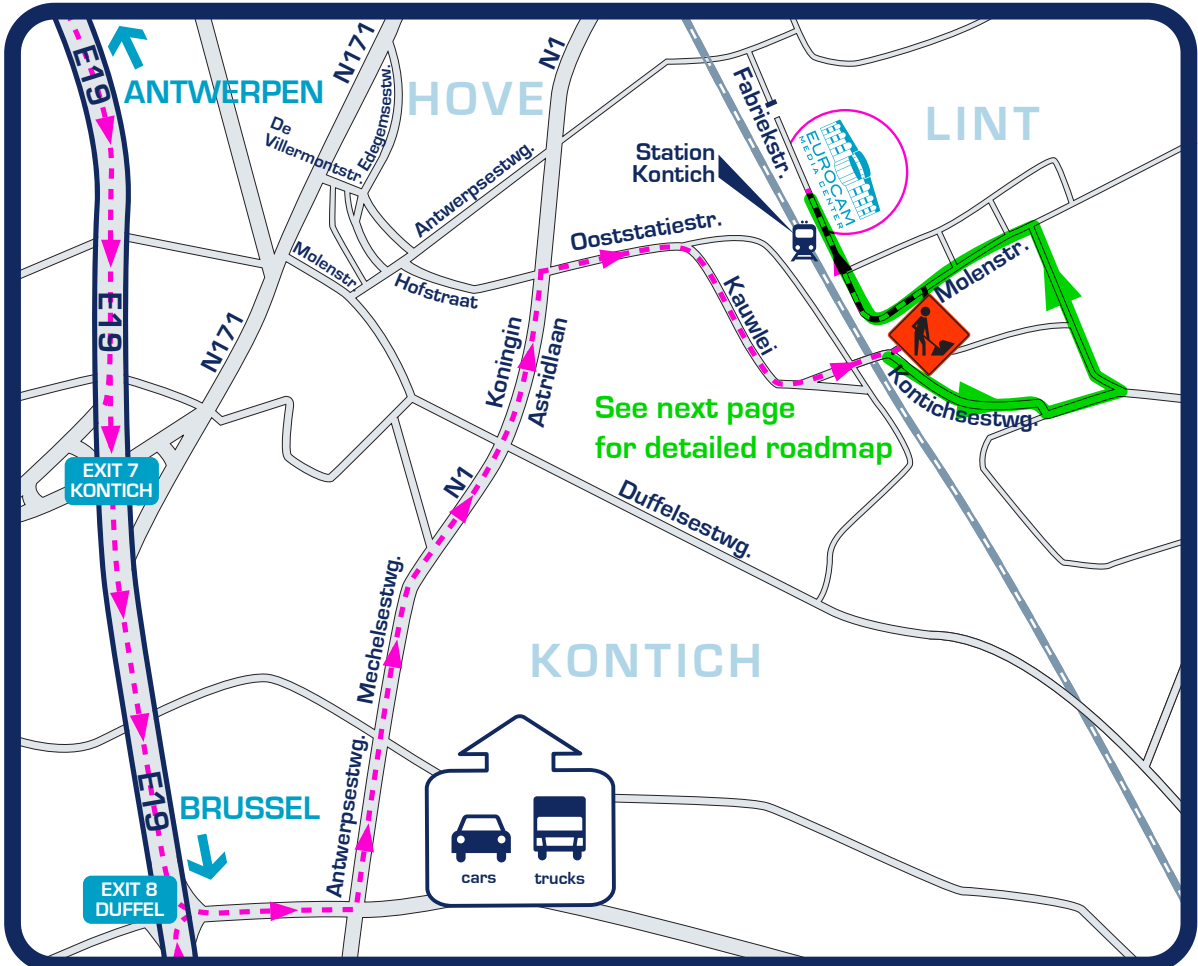 E19
ANTWERPEN
N171
N1
HOVE
LINT
De
Villermontstr.
Edegemsestw.
Antwerpsestwg.
Fabriekstr.
EUROCAM
MEDIA CENTER
Station
Kontich
Ooststatiestr.
Molenstr.
Hofstraat
Molenstr.
E19
N171
Koningin
Astridlaan
Kauwlei
Kontichsestwg.
See next page
for detailed roadmap
EXIT 7
KONTICH
N1
Duffelsestwg.
Mechelsestwg.
KONTICH
Antwerpsestwg.
E19
BRUSSEL
cars
trucks
EXIT 8
DUFFEL